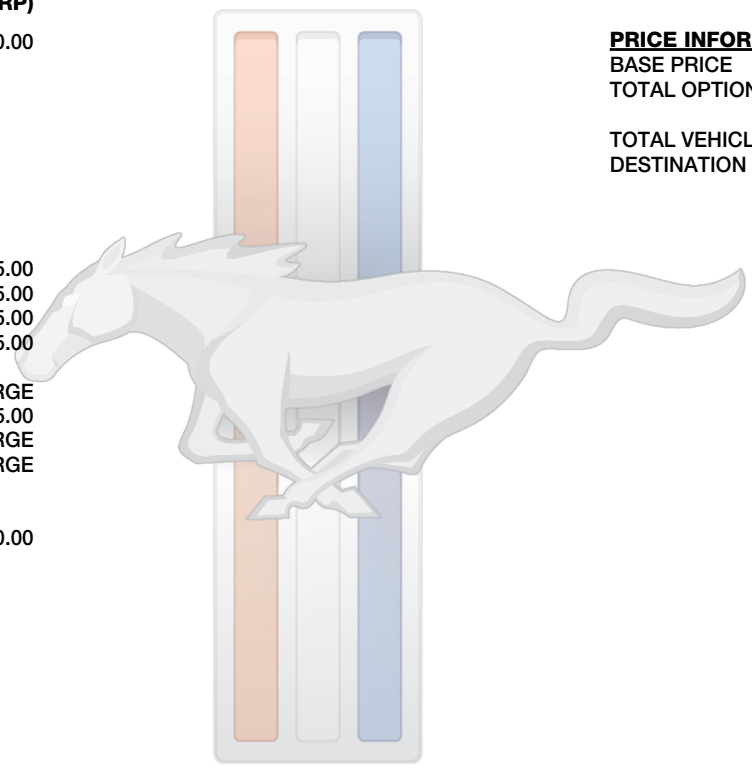 RP)
0.00
5.00
5.00
5.00
5.00
RGE
5.00
RGE
RGE
0.00
PRICE INFOR
BASE PRICE
TOTAL OPTION
TOTAL VEHICL
DESTINATION